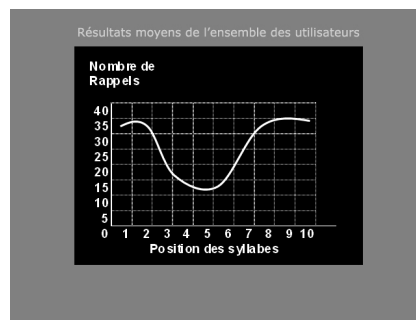 Résultats moyens de l'ensemble des utilisateurs
Nombre de
Rappels
40
35
30
25
20
15
10
5
0 1 2 3 4 5 6 7 8 9 10
Position des syllabes